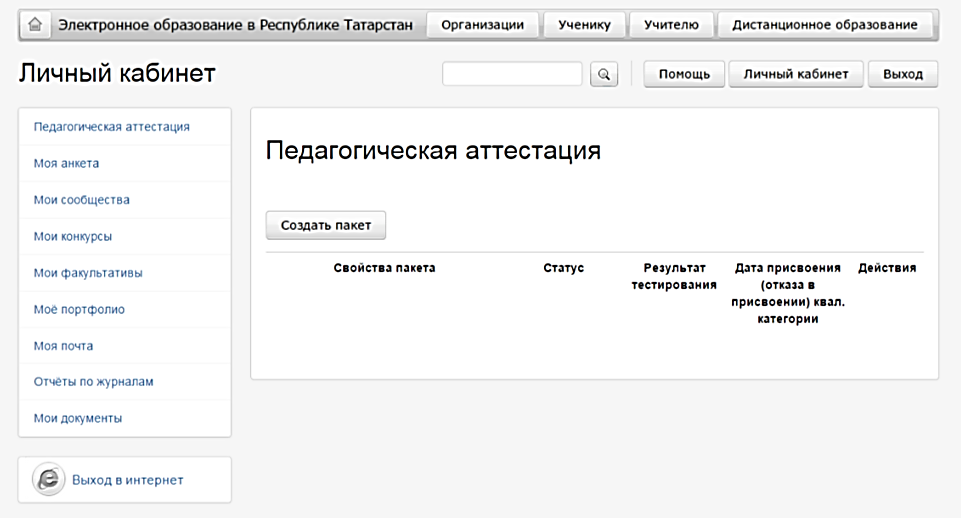 Электронное образование в Республике Татарстан Организации Ученику Учителю Дистанционное образование
Личный кабинет Помощь Личный кабинет Выход
Педагогическая аттестация
Моя анкета
Мои сообщества
Мои конкурсы
Мои факультативы
Моё портфолио
Моя почта
Отчёты по журналам
Мои документы
Выход в интернет
Педагогическая аттестация
Создать пакет
Свойства пакета Статус Результат Дата присвоения Действия
тестирования (отказа в
присвоении) квал.
категории